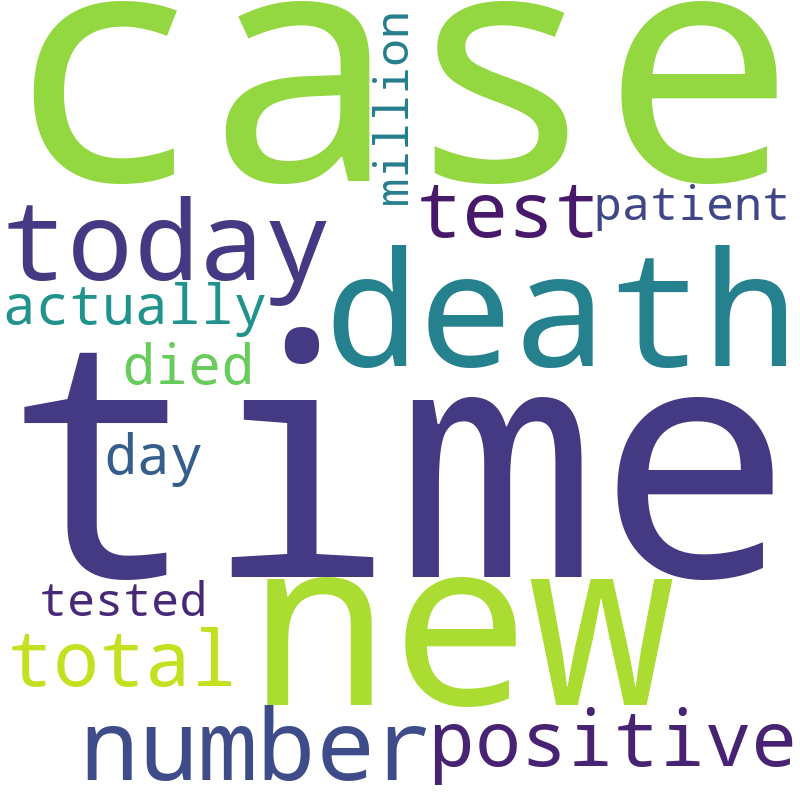 case
million
test
patient
today
death
actually
died
time
day
new
tested
total
number
positive